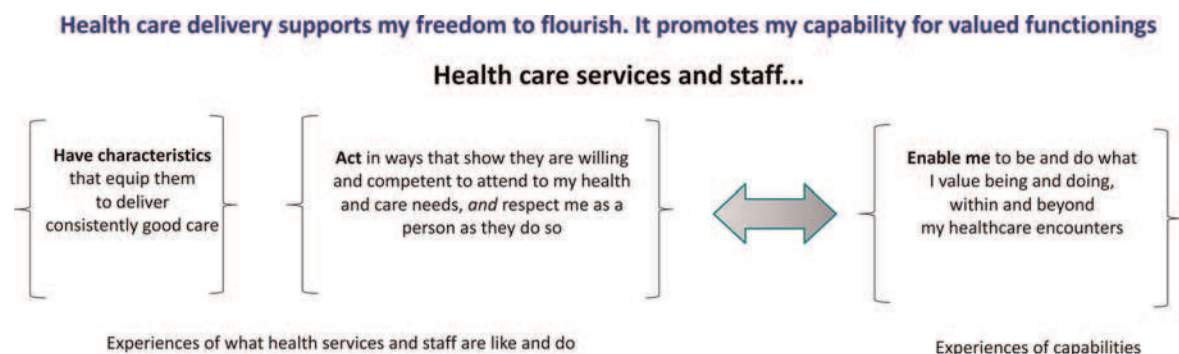 Health care delivery supports my freedom to flourish. It promotes my capability for valued functionings
Health care services and staff...
Have characteristics
that equip them
to deliver
consistently good care
Act in ways that show they are willing
and competent to attend to my health
and care needs, and respect me as a
person as they do so
Enable me to be and do what
I value being and doing,
within and beyond
my healthcare encounters
Experiences of what health services and staff are like and do
Experiences of capabilities